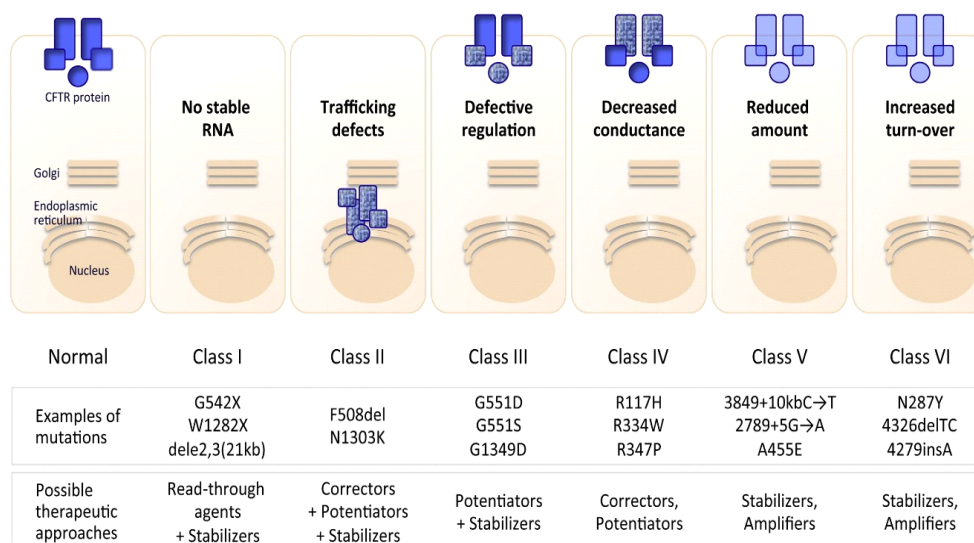 CFTR protein
No stable
RNA
Trafficking
defects
Defective
regulation
Decreased
conductance
Reduced
amount
Increased
turn-over
Golgi
Endoplasmic
reticulum
Nucleus
Normal
Class I
Class II
Class III
Class IV
Class V
Class VI
Examples of
mutations
G542X
W1282X
dele2,3(21kb)
F508del
N1303K
G551D
G551S
G1349D
R117H
R334W
R347P
3849+10kbC→T
2789+5G→A
A455E
N287Y
4326delTC
4279insA
Possible
therapeutic
approaches
Read-through
agents
+ Stabilizers
Correctors
+ Potentiators
+ Stabilizers
Potentiators
+ Stabilizers
Correctors,
Potentiators
Stabilizers,
Amplifiers
Stabilizers,
Amplifiers